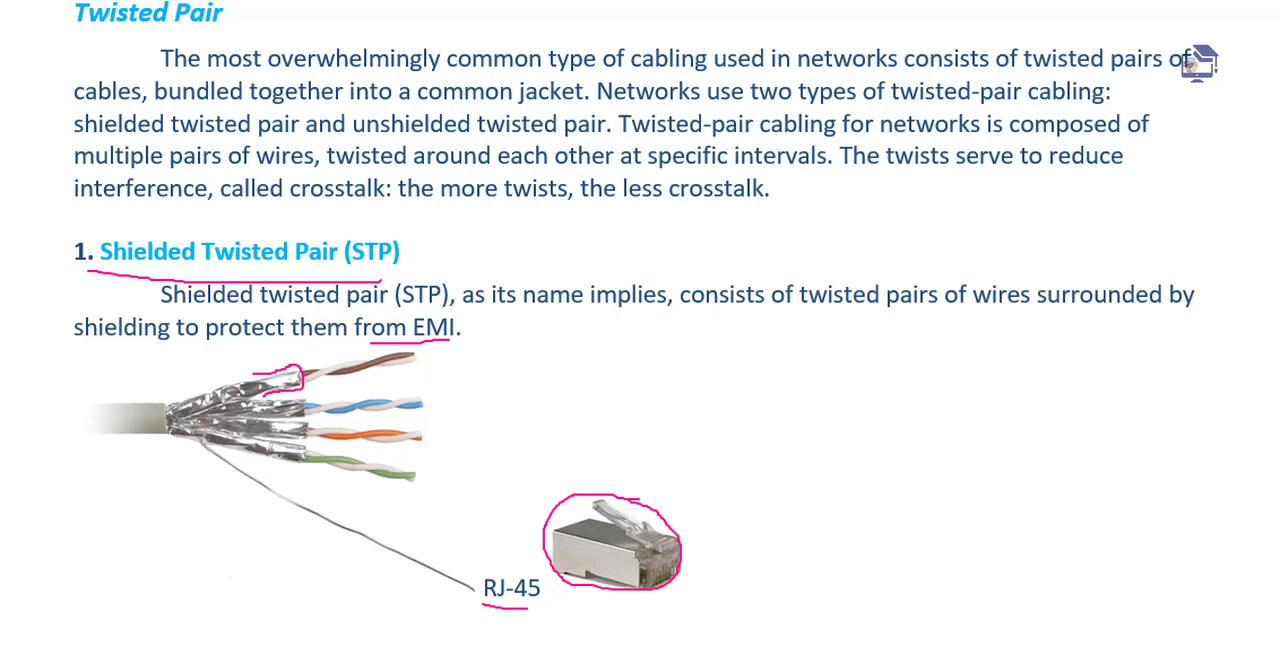 Twisted Pair
The most overwhelmingly common type of cabling used in networks consists of twisted pairs of
cables, bundled together into a common jacket. Networks use two types of twisted-pair cabling:
shielded twisted pair and unshielded twisted pair. Twisted-pair cabling for networks is composed of
multiple pairs of wires, twisted around each other at specific intervals. The twists serve to reduce
interference, called crosstalk: the more twists, the less crosstalk.
1. Shielded Twisted Pair (STP)
Shielded twisted pair (STP), as its name implies, consists of twisted pairs of wires surrounded by
shielding to protect them from EMI.
RJ-45